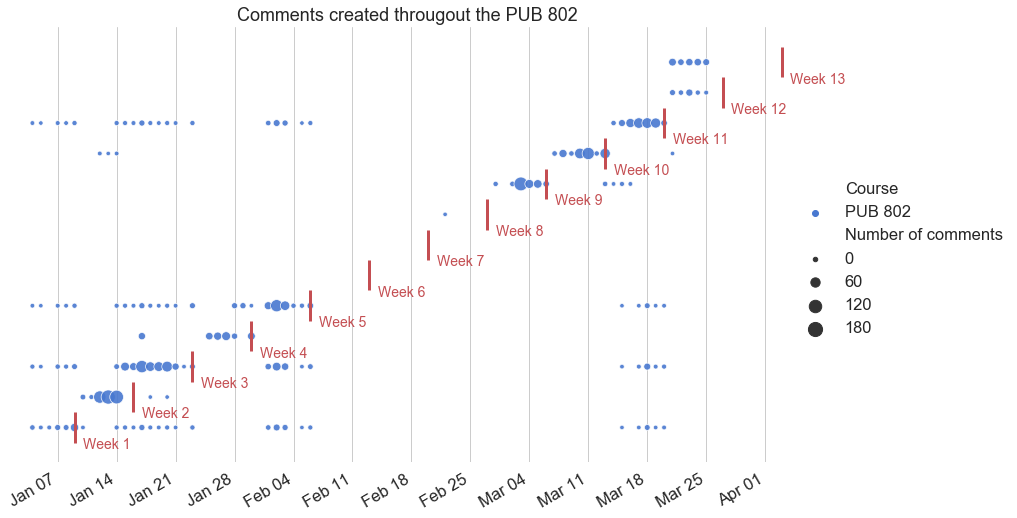 Comments created througout the PUB 802
Week 13
Week 12
Week 11
Week 10
Week 9
Week 8
Week 7
Week 6
Week 5
Week 4
Week 3
Week 2
Week 1
Course
PUB 802
Number of comments
0
60
120
180
Jan 07
Jan 14
Jan 21
Jan 28
Feb 04
Feb 11
Feb 18
Feb 25
Mar 04
Mar 11
Mar 18
Mar 25
Apr 01